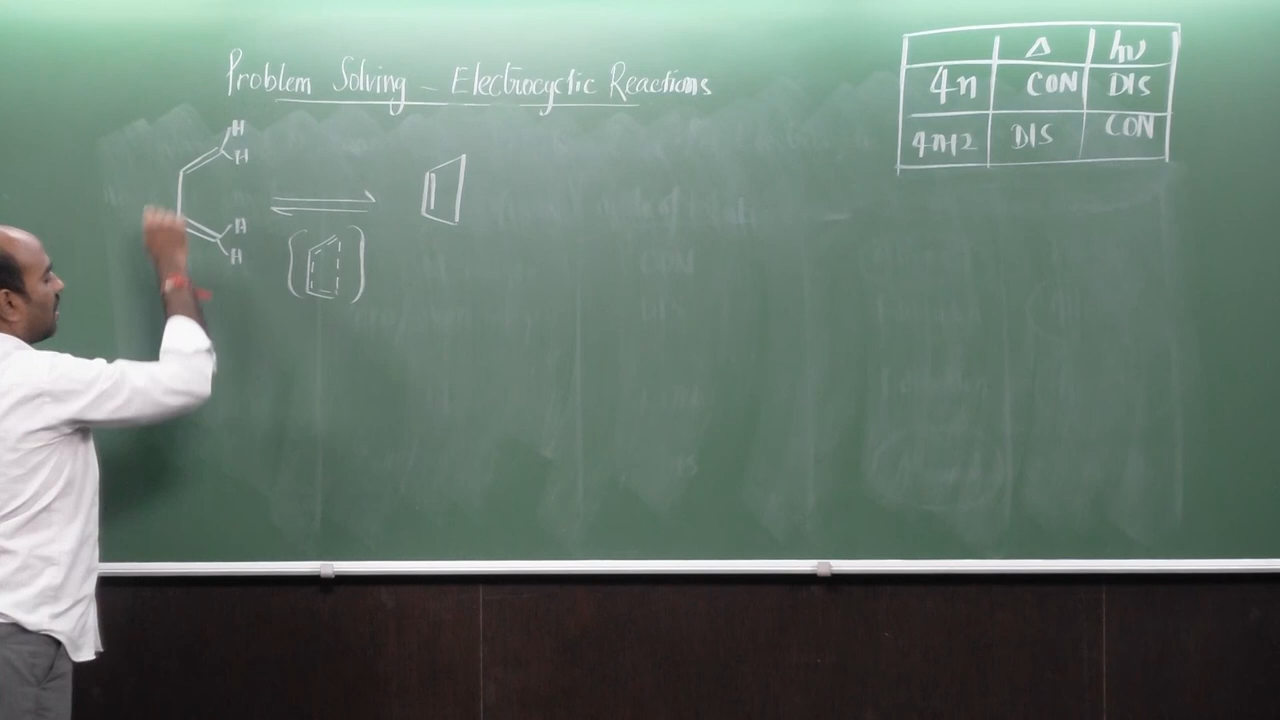 Problem Solving - Electrocyclic Reactions
Δ hν
4n CON DIS
4n+2 DIS CON
H
H
H
H